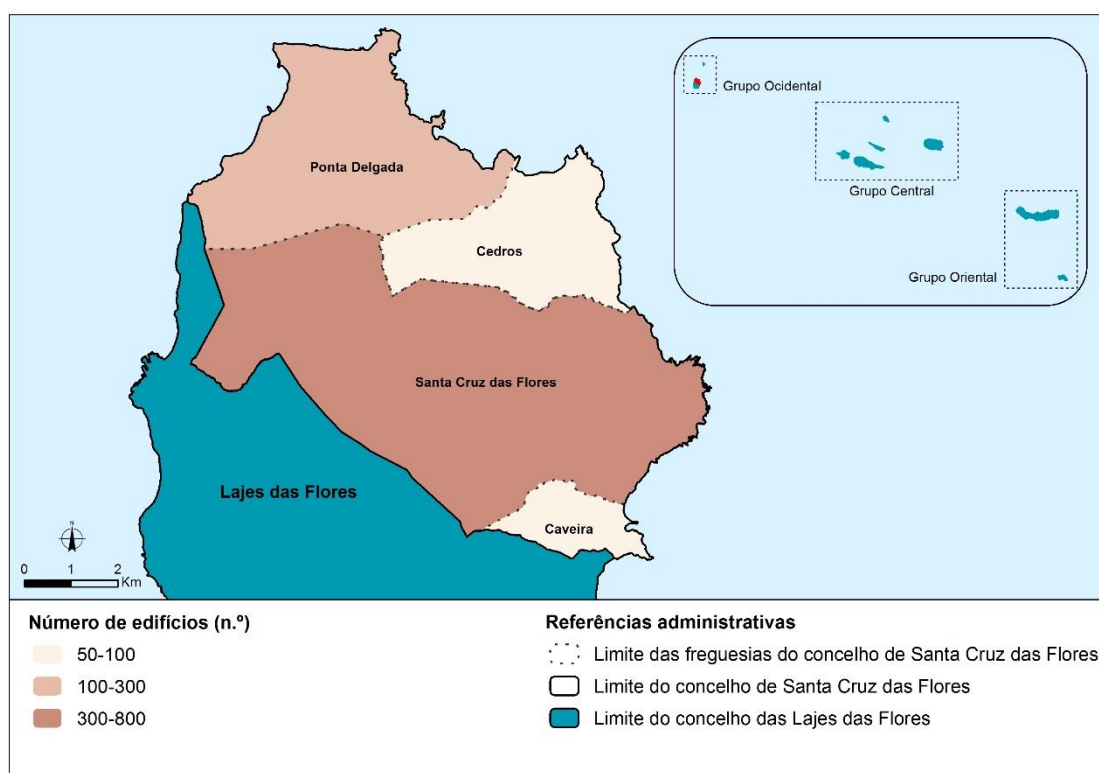 Grupo Ocidental
Grupo Central
Grupo Oriental
Ponta Delgada
Cedros
Santa Cruz das Flores
Lajes das Flores
Caveira
N
0 1 2
Km
Número de edifícios (n.º)
50-100
100-300
300-800
Referências administrativas
Limite das freguesias do concelho de Santa Cruz das Flores
Limite do concelho de Santa Cruz das Flores
Limite do concelho das Lajes das Flores